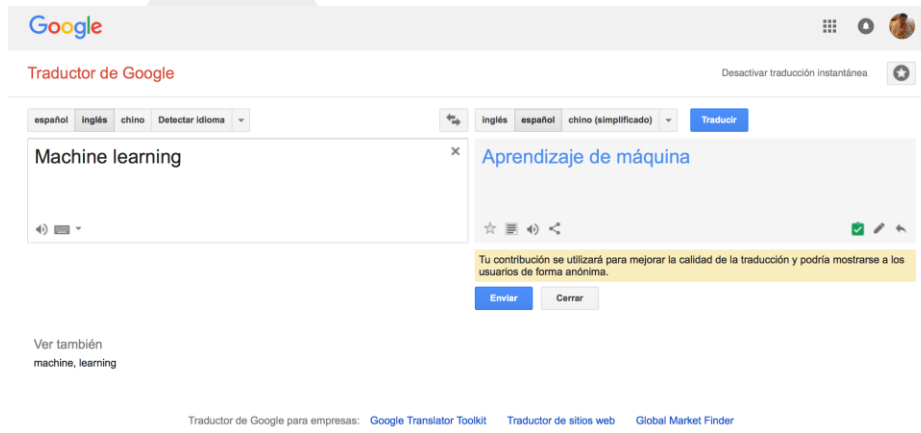 Google
Traductor de Google
Desactivar traducción instantánea
español inglés chino Detectar idioma
inglés español chino (simplificado) Traducir
Machine learning
Aprendizaje de máquina
Tu contribución se utilizará para mejorar la calidad de la traducción y podría mostrarse a los
usuarios de forma anónima.
Enviar Cerrar
Ver también
machine, learning
Traductor de Google para empresas: Google Translator Toolkit Traductor de sitios web Global Market Finder